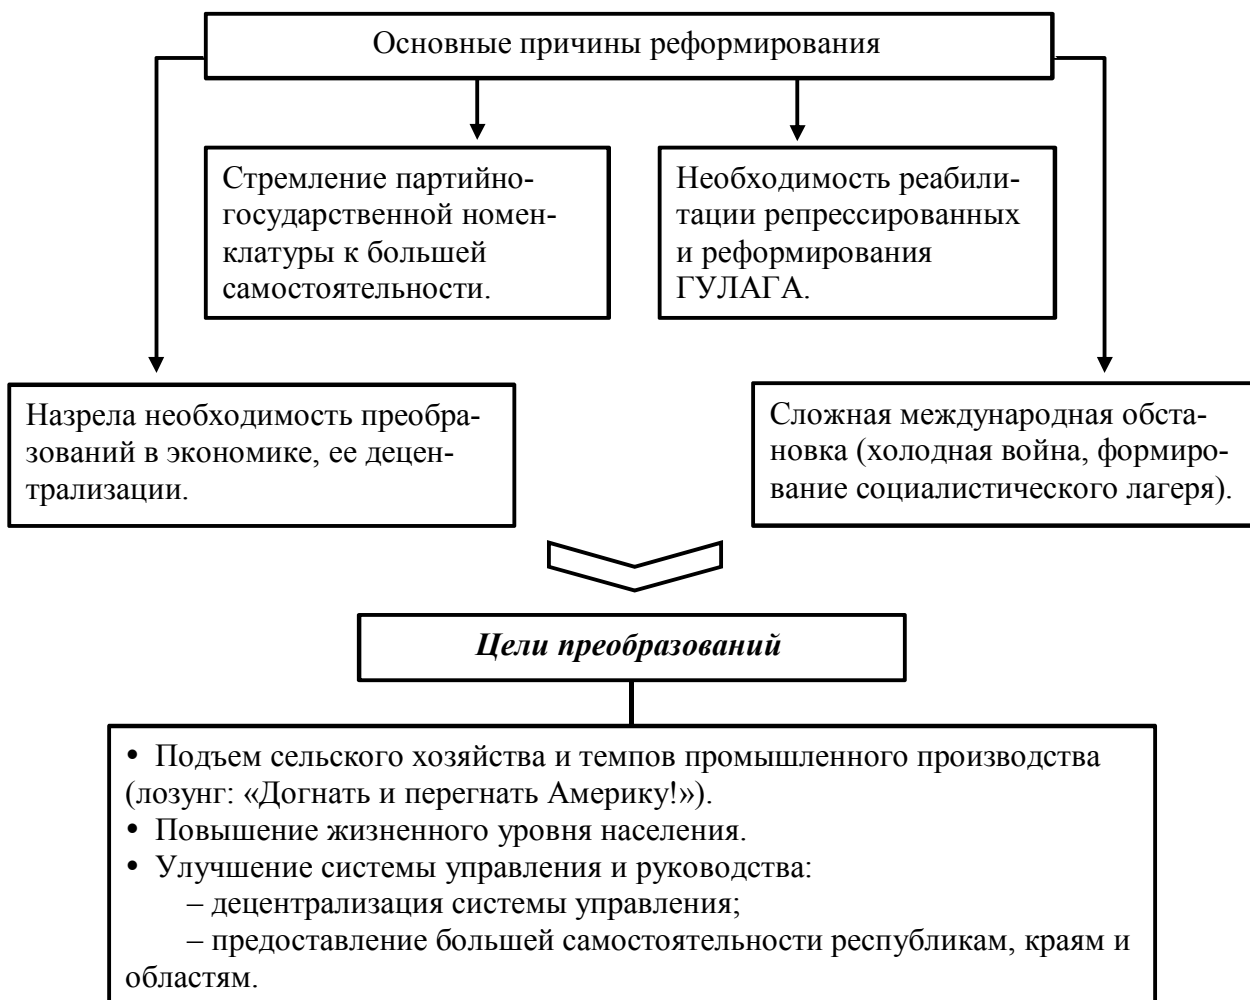 Основные причины реформирования
Стремление партийно-
государственной номен-
клатуры к большей
самостоятельности.
Необходимость реабили-
тации репрессированных
и реформирования
ГУЛАГА.
Назрела необходимость преобра-
зований в экономике, ее децен-
трализации.
Сложная международная обста-
новка (холодная война, формиро-
вание социалистического лагеря).
Цели преобразований
• Подъем сельского хозяйства и темпов промышленного производства
(лозунг: «Догнать и перегнать Америку!»).
• Повышение жизненного уровня населения.
• Улучшение системы управления и руководства:
– децентрализация системы управления;
– предоставление большей самостоятельности республикам, краям и
областям.